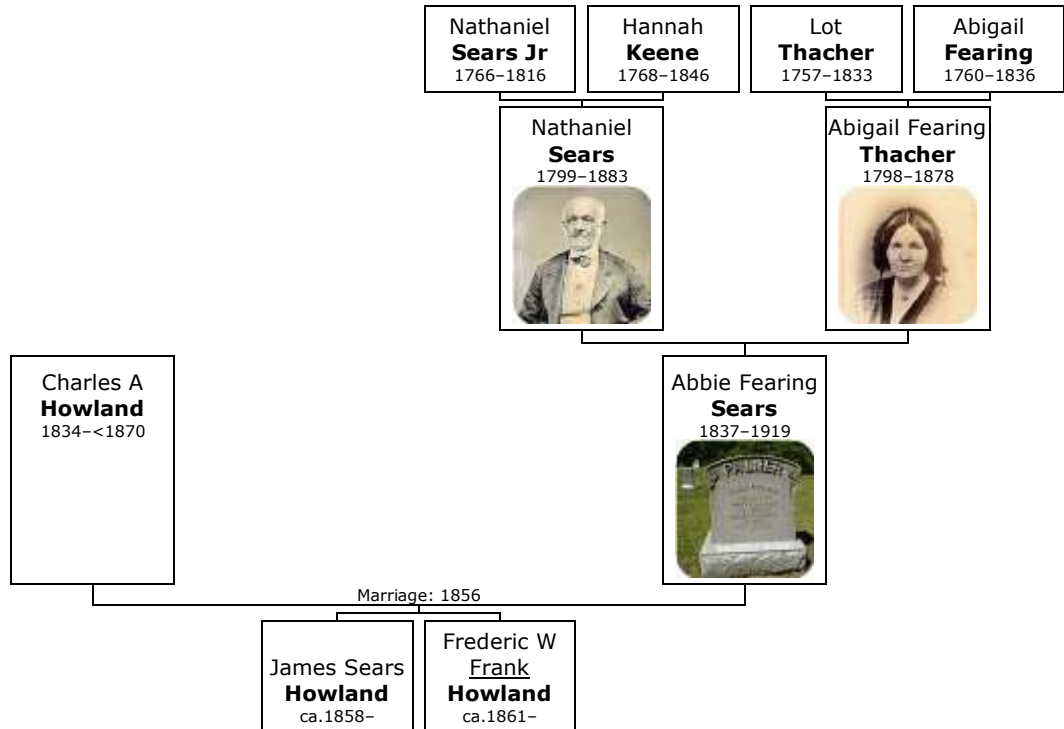 Nathaniel
Sears Jr
1766–1816
Hannah
Keene
1768–1846
Lot
Thacher
1757–1833
Abigail
Fearing
1760–1836
Nathaniel
Sears
1799–1883
Abigail Fearing
Thacher
1798–1878
Charles A
Howland
1834–<1870
Abbie Fearing
Sears
1837–1919
PALMER
Marriage: 1856
James Sears
Howland
ca.1858–
Frederic W
Frank
Howland
ca.1861–